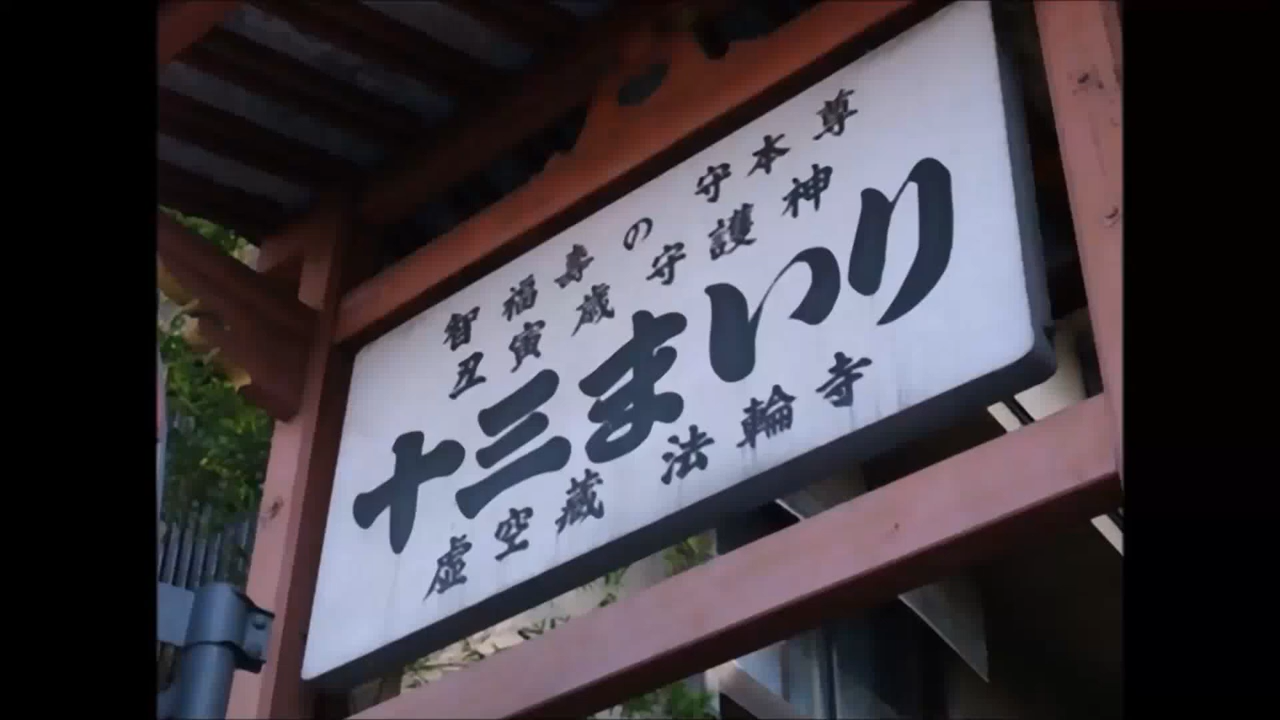 智福壽の守本尊
丑寅歳守護神
十三まいり
虚空蔵法輪寺